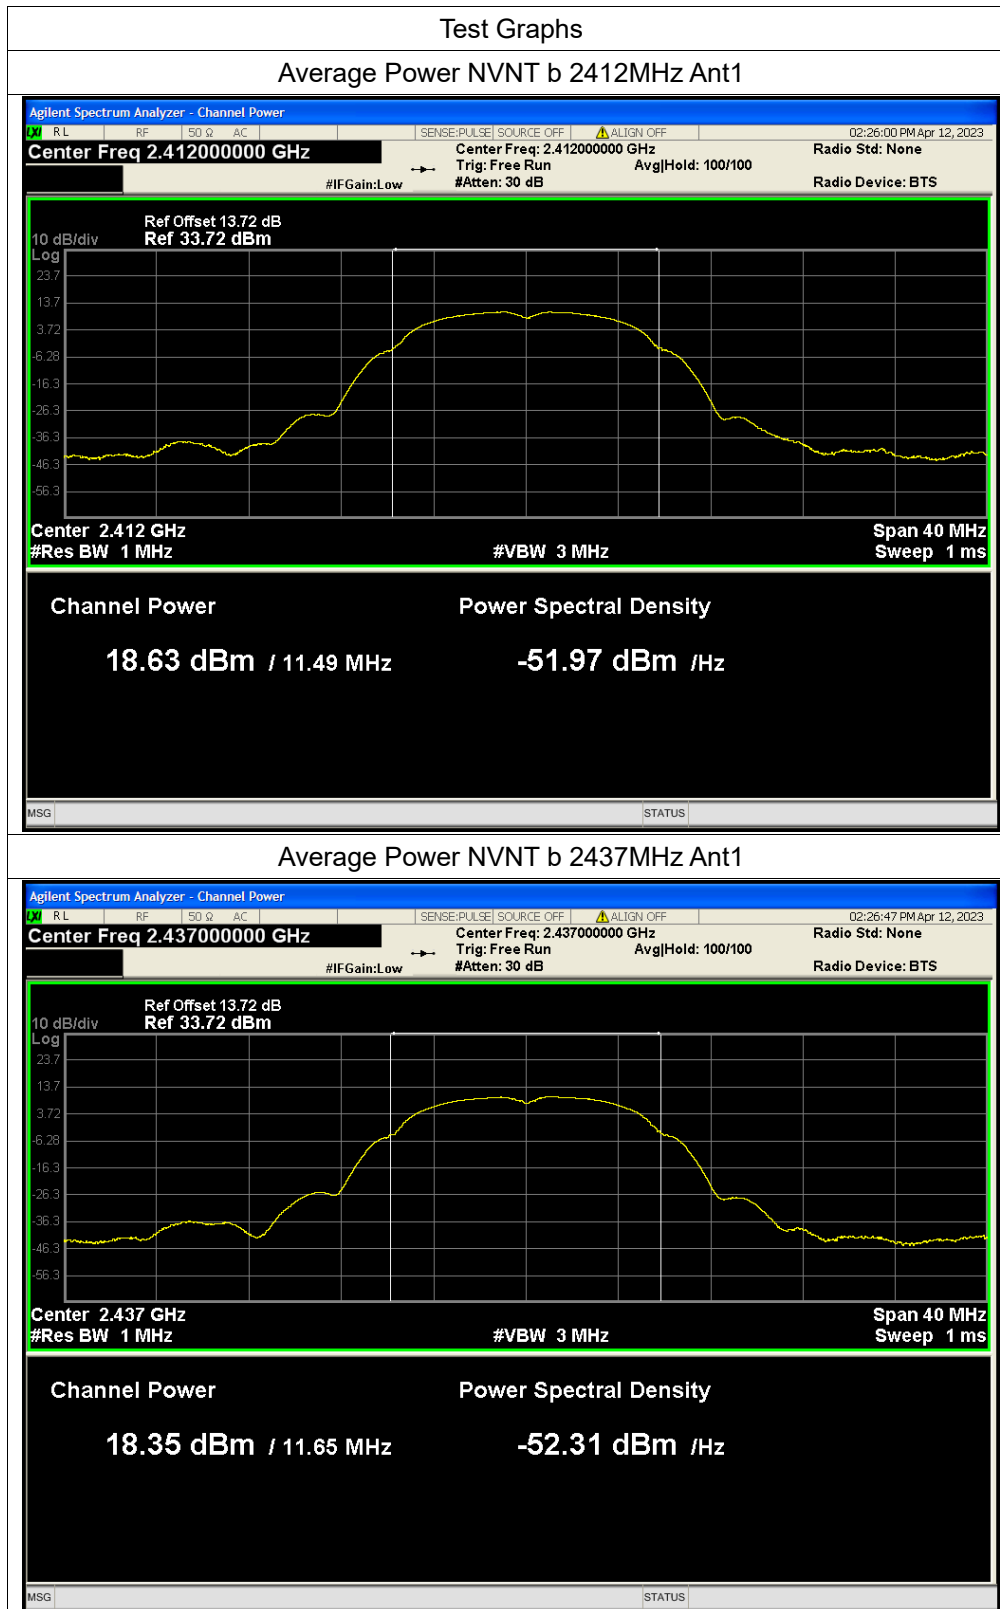 Test Graphs
Average Power NVNT b 2412MHz Ant1
Agilent Spectrum Analyzer - Channel Power
LXI RL RF 50 Ω AC SENSE:PULSE SOURCE OFF ALIGN OFF 02:26:00 PM Apr 12, 2023
Center Freq 2.412000000 GHz Center Freq: 2.412000000 GHz Radio Std: None
Trig: Free Run Avg|Hold: 100/100
#IFGain:Low #Atten: 30 dB Radio Device: BTS
Ref Offset 13.72 dB
10 dB/div Ref 33.72 dBm
Log
23.7
13.7
3.72
-6.28
-16.3
-26.3
-36.3
-46.3
-56.3
Center 2.412 GHz Span 40 MHz
#Res BW 1 MHz #VBW 3 MHz Sweep 1 ms
Channel Power Power Spectral Density
18.63 dBm / 11.49 MHz -51.97 dBm /Hz
MSG STATUS
Average Power NVNT b 2437MHz Ant1
Agilent Spectrum Analyzer - Channel Power
LXI RL RF 50 Ω AC SENSE:PULSE SOURCE OFF ALIGN OFF 02:26:47 PM Apr 12, 2023
Center Freq 2.437000000 GHz Center Freq: 2.437000000 GHz Radio Std: None
Trig: Free Run Avg|Hold: 100/100
#IFGain:Low #Atten: 30 dB Radio Device: BTS
Ref Offset 13.72 dB
10 dB/div Ref 33.72 dBm
Log
23.7
13.7
3.72
-6.28
-16.3
-26.3
-36.3
-46.3
-56.3
Center 2.437 GHz Span 40 MHz
#Res BW 1 MHz #VBW 3 MHz Sweep 1 ms
Channel Power Power Spectral Density
18.35 dBm / 11.65 MHz -52.31 dBm /Hz
MSG STATUS